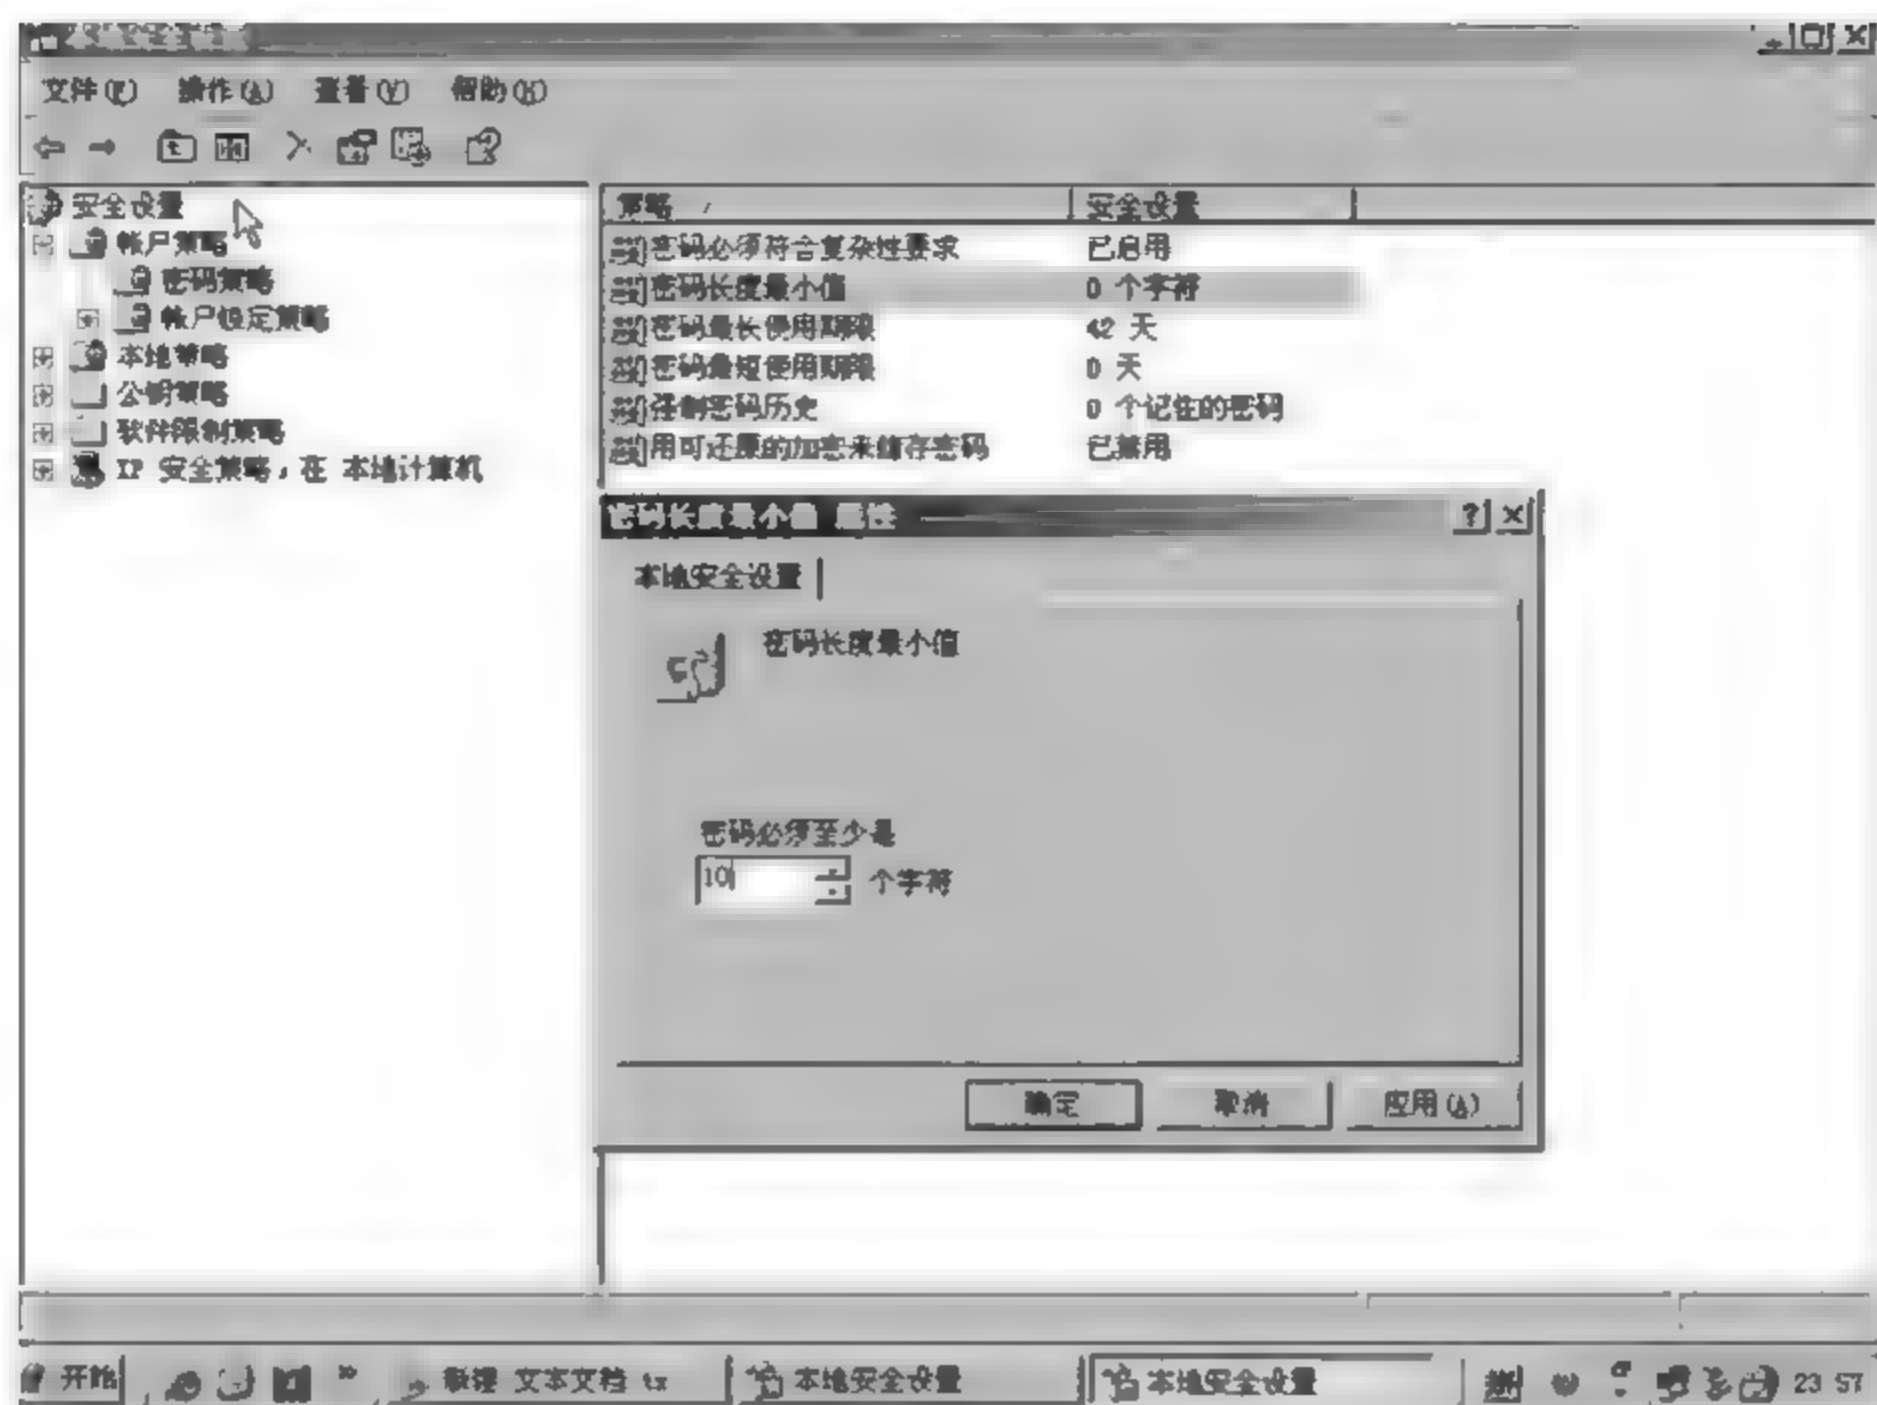 本地安全设置
文件(F) 操作(A) 查看(V) 帮助(H)
安全设置
帐户策略
密码策略
帐户锁定策略
本地策略
公钥策略
软件限制策略
IP 安全策略，在 本地计算机
策略 / 安全设置
密码必须符合复杂性要求 已启用
密码长度最小值 0 个字符
密码最长使用期限 42 天
密码最短使用期限 0 天
强制密码历史 0 个记住的密码
用可还原的加密来储存密码 已禁用
密码长度最小值 属性
本地安全设置
密码长度最小值
密码必须至少是
10 个字符
确定 取消 应用(A)
开始 » 文本文档 tx 本地安全设置 本地安全设置 23 57